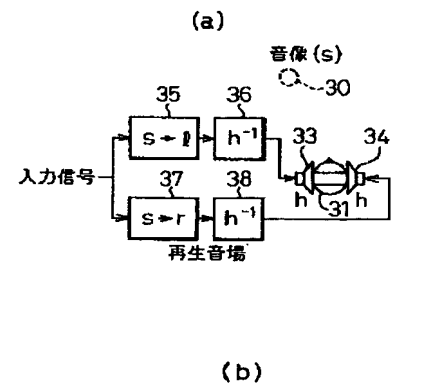 (a)
音像(s)
30
35 36
s→l h⁻¹
33 34
入力信号
37 38
h 31 h
s→r h⁻¹
再生音場
(b)